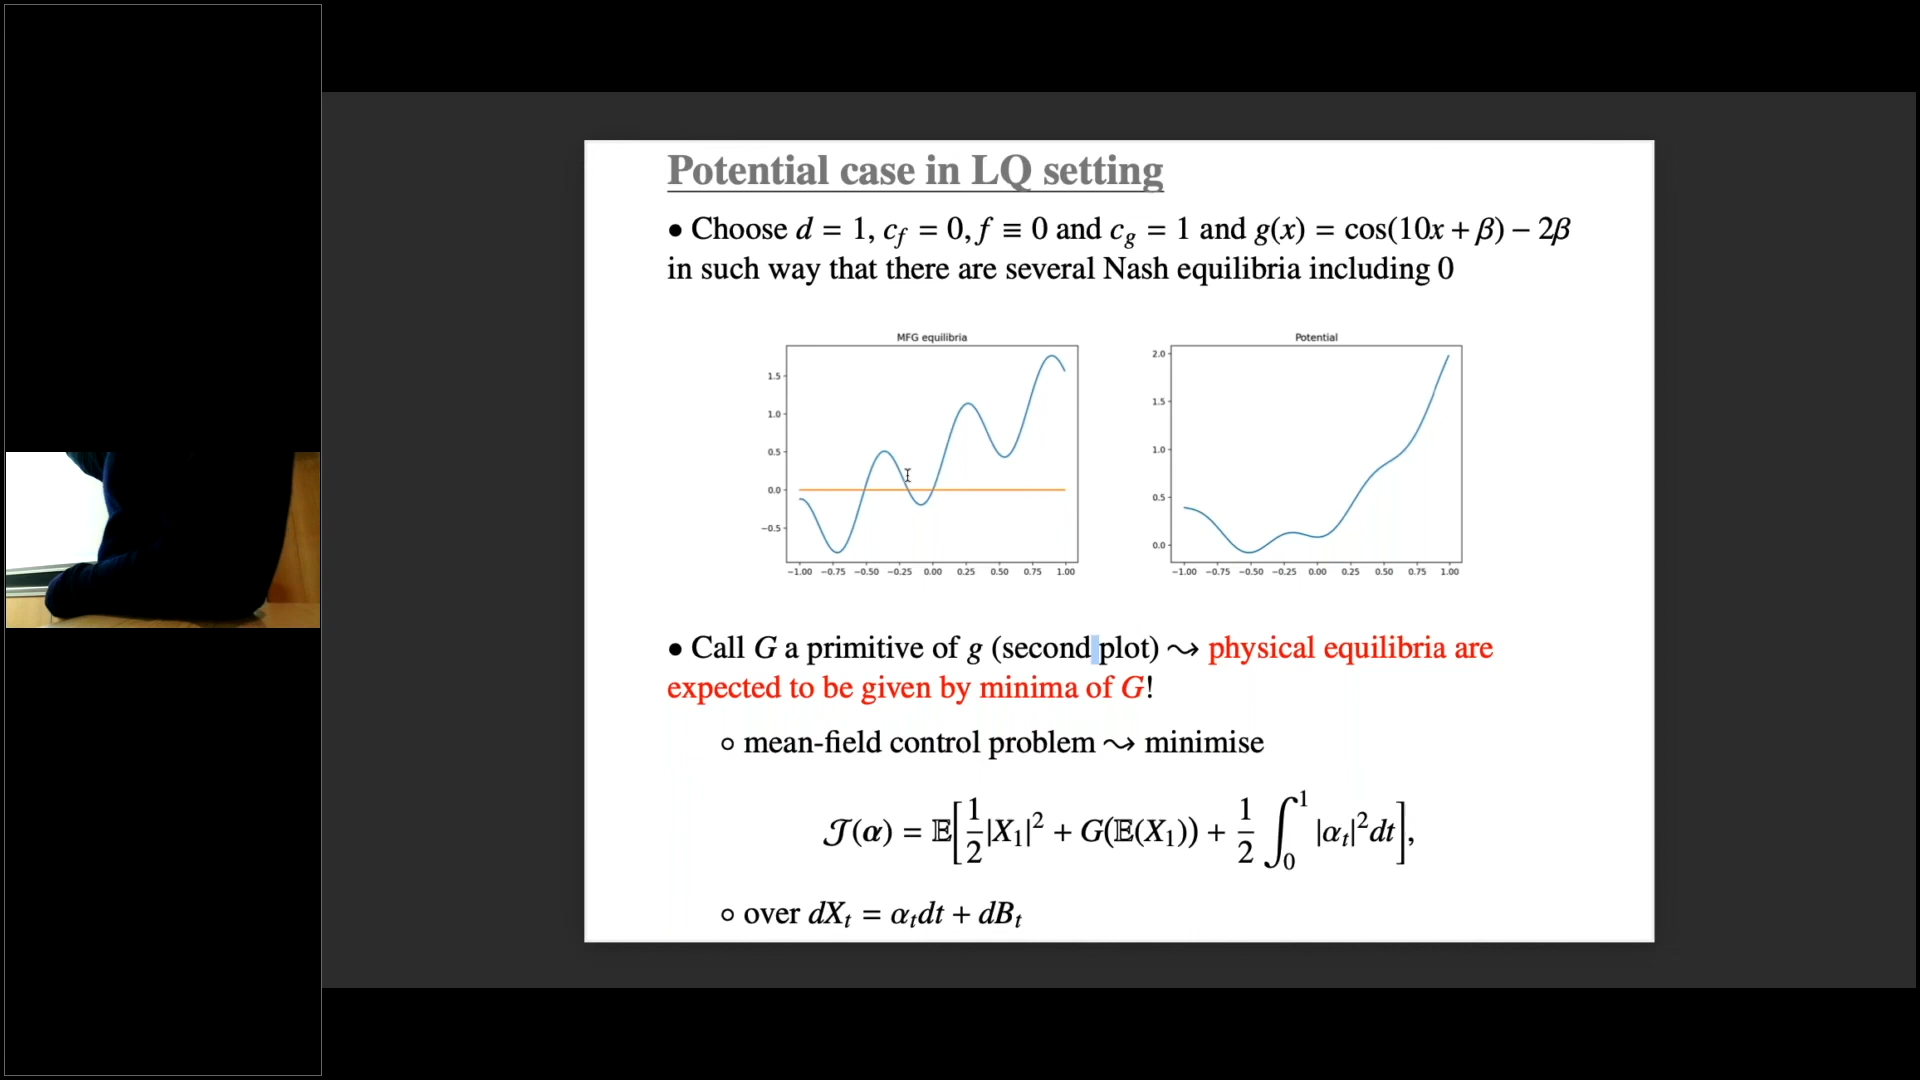 Potential case in LQ setting
• Choose d = 1, c_f = 0, f ≡ 0 and c_g = 1 and g(x) = cos(10x + β) − 2β
in such way that there are several Nash equilibria including 0
MFG equilibria
1.5
1.0
0.5
0.0
−0.5
−1.00 −0.75 −0.50 −0.25 0.00 0.25 0.50 0.75 1.00
Potential
2.0
1.5
1.0
0.5
0.0
−1.00 −0.75 −0.50 −0.25 0.00 0.25 0.50 0.75 1.00
• Call G a primitive of g (second plot) ⇝ physical equilibria are
expected to be given by minima of G!
∘ mean-field control problem ⇝ minimise
𝒥(α) = 𝔼[1/2|X₁|² + G(𝔼(X₁)) + 1/2 ∫₀¹ |α_t|²dt],
∘ over dX_t = α_t dt + dB_t